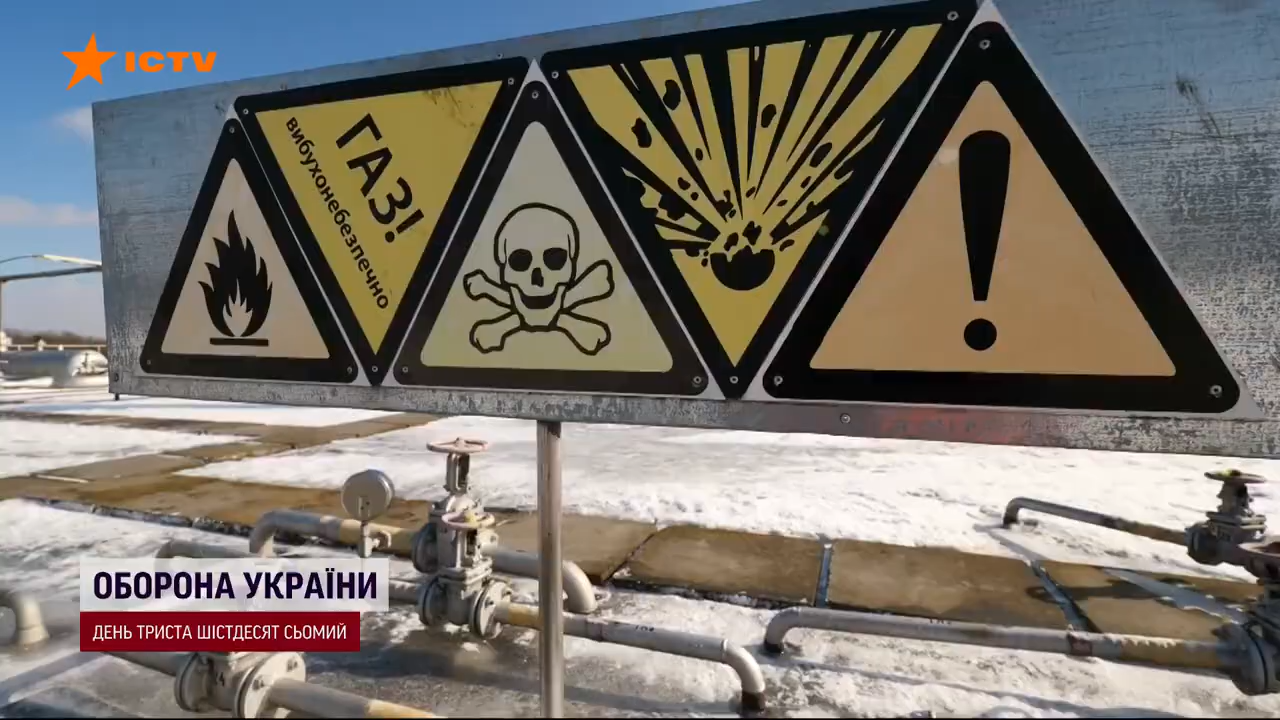 ICTV
ГАЗ!
вибухонебезпечно
ОБОРОНА УКРАЇНИ
ДЕНЬ ТРИСТА ШІСТДЕСЯТ СЬОМИЙ